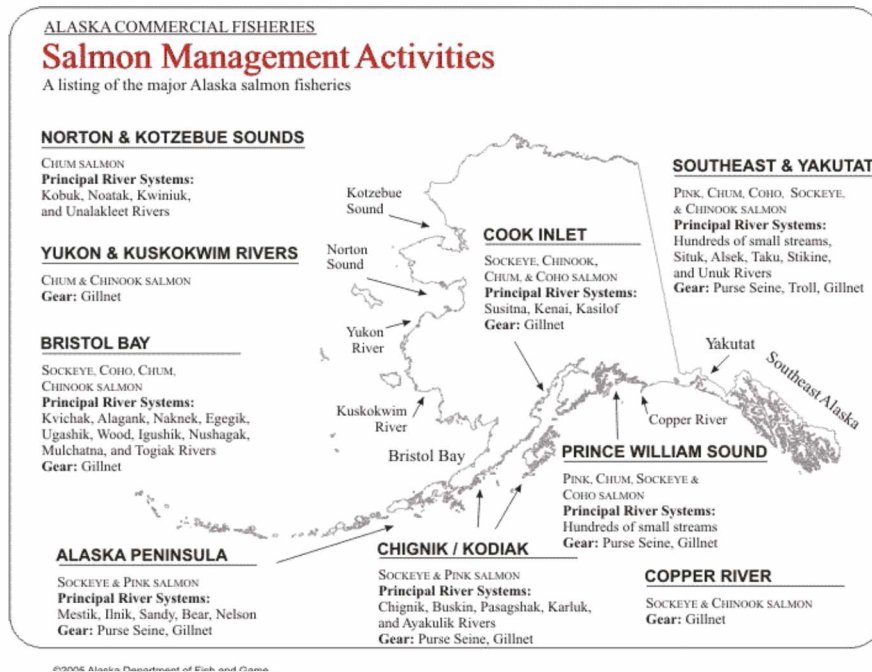 ALASKA COMMERCIAL FISHERIES
Salmon Management Activities
A listing of the major Alaska salmon fisheries
NORTON & KOTZEBUE SOUNDS
CHUM SALMON
Principal River Systems:
Kobuk, Noatak, Kwiniuk,
and Unalakleet Rivers
YUKON & KUSKOKWIM RIVERS
CHUM & CHINOOK SALMON
Gear: Gillnet
BRISTOL BAY
SOCKEYE, COHO, CHUM,
CHINOOK SALMON
Principal River Systems:
Kvichak, Alagank, Naknek, Egegik,
Ugashik, Wood, Igushik, Nushagak,
Mulchatna, and Togiak Rivers
Gear: Gillnet
Kotzebue
Sound
Norton
Sound
Yukon
River
Kuskokwim
River
Bristol Bay
COOK INLET
SOCKEYE, CHINOOK,
CHUM, & COHO SALMON
Principal River Systems:
Susitna, Kenai, Kasilof
Gear: Gillnet
SOUTHEAST & YAKUTAT
PINK, CHUM, COHO, SOCKEYE,
& CHINOOK SALMON
Principal River Systems:
Hundreds of small streams,
Situk, Alsek, Taku, Stikine,
and Unuk Rivers
Gear: Purse Seine, Troll, Gillnet
Yakutat
Southeast Alaska
Copper River
PRINCE WILLIAM SOUND
PINK, CHUM, SOCKEYE &
COHO SALMON
Principal River Systems:
Hundreds of small streams
Gear: Purse Seine, Gillnet
ALASKA PENINSULA
SOCKEYE & PINK SALMON
Principal River Systems:
Mestik, Ilnik, Sandy, Bear, Nelson
Gear: Purse Seine, Gillnet
CHIGNIK / KODIAK
SOCKEYE & PINK SALMON
Principal River Systems:
Chignik, Buskin, Pasagshak, Karluk,
and Ayakulik Rivers
Gear: Purse Seine, Gillnet
COPPER RIVER
SOCKEYE & CHINOOK SALMON
Gear: Gillnet
©2005 Alaska Department of Fish and Game